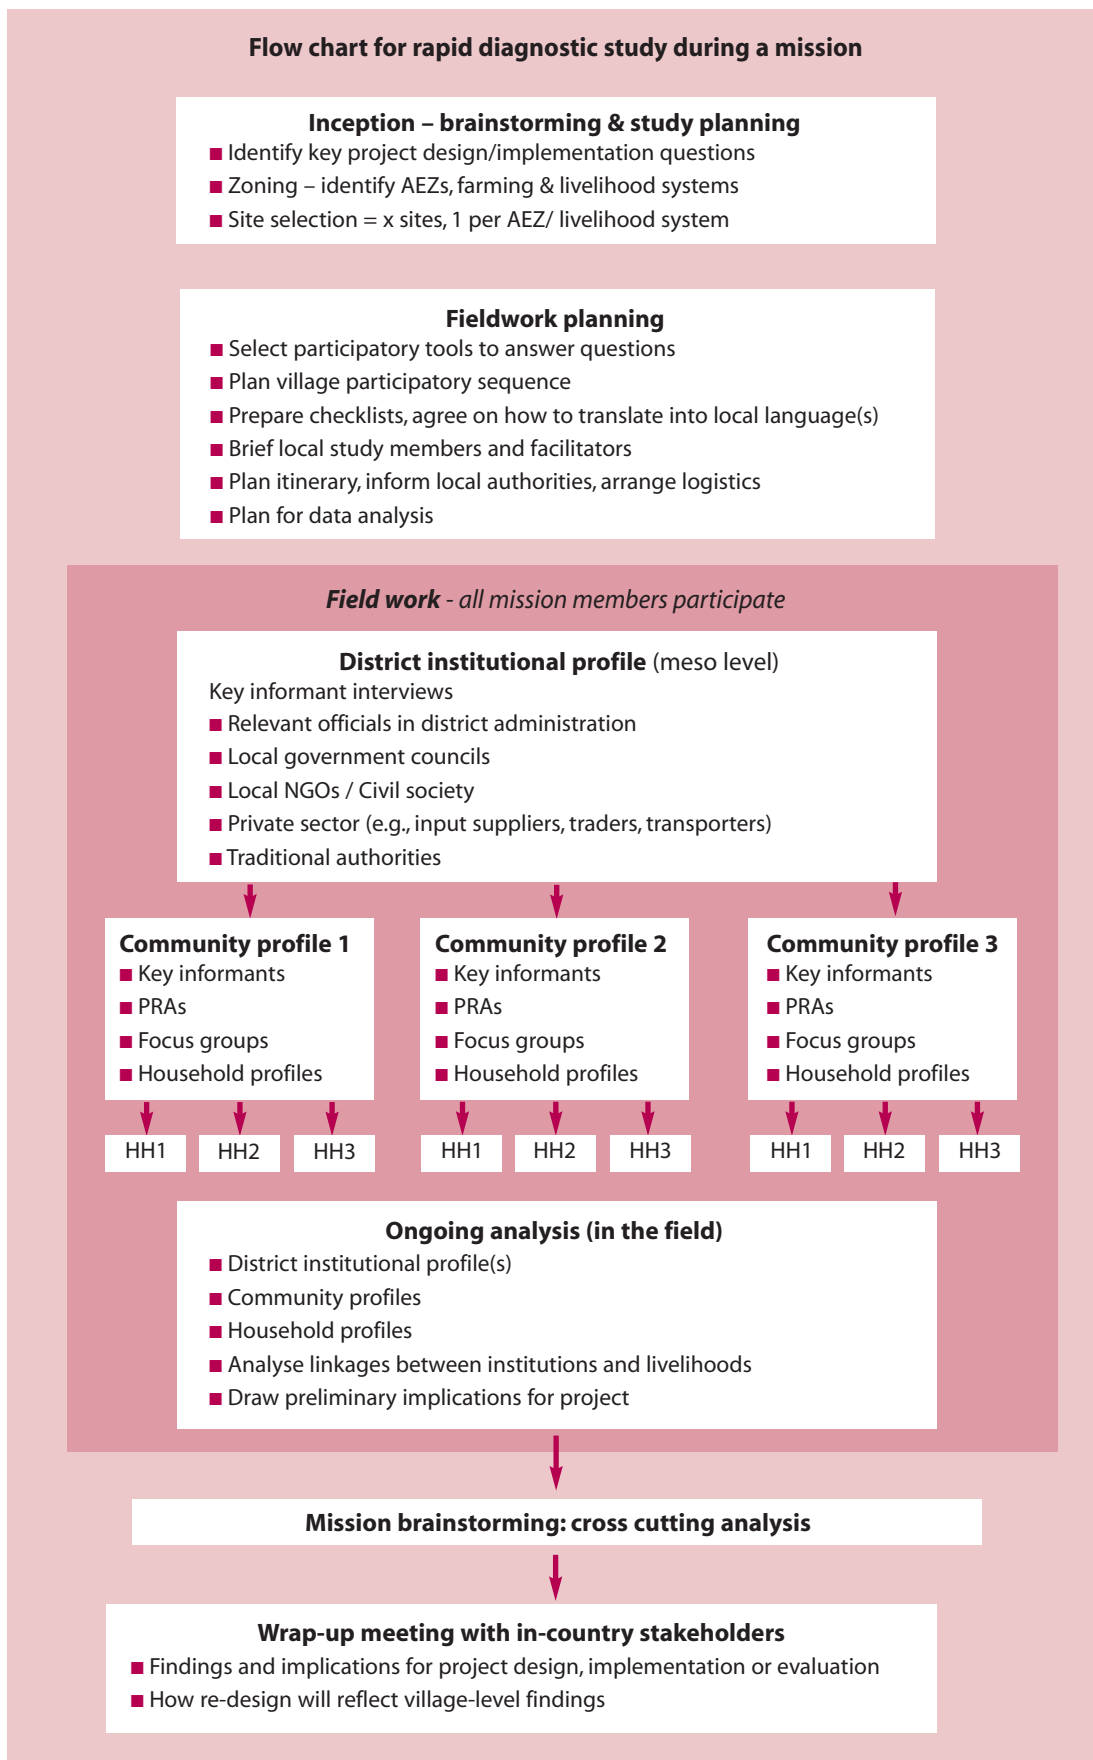 Flow chart for rapid diagnostic study during a mission
Inception – brainstorming & study planning
■ Identify key project design/implementation questions
■ Zoning – identify AEZs, farming & livelihood systems
■ Site selection = x sites, 1 per AEZ/ livelihood system
Fieldwork planning
■ Select participatory tools to answer questions
■ Plan village participatory sequence
■ Prepare checklists, agree on how to translate into local language(s)
■ Brief local study members and facilitators
■ Plan itinerary, inform local authorities, arrange logistics
■ Plan for data analysis
Field work - all mission members participate
District institutional profile (meso level)
Key informant interviews
■ Relevant officials in district administration
■ Local government councils
■ Local NGOs / Civil society
■ Private sector (e.g., input suppliers, traders, transporters)
■ Traditional authorities
Community profile 1
■ Key informants
■ PRAs
■ Focus groups
■ Household profiles
HH1
HH2
HH3
Community profile 2
■ Key informants
■ PRAs
■ Focus groups
■ Household profiles
HH1
HH2
HH3
Community profile 3
■ Key informants
■ PRAs
■ Focus groups
■ Household profiles
HH1
HH2
HH3
Ongoing analysis (in the field)
■ District institutional profile(s)
■ Community profiles
■ Household profiles
■ Analyse linkages between institutions and livelihoods
■ Draw preliminary implications for project
Mission brainstorming: cross cutting analysis
Wrap-up meeting with in-country stakeholders
■ Findings and implications for project design, implementation or evaluation
■ How re-design will reflect village-level findings